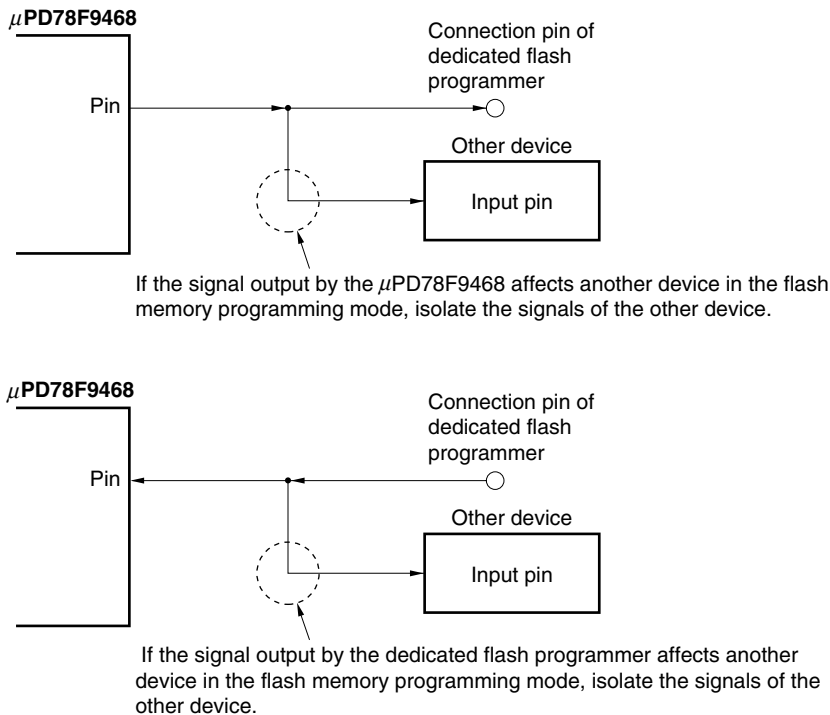 μPD78F9468
Pin
Connection pin of
dedicated flash
programmer
Other device
Input pin
If the signal output by the μPD78F9468 affects another device in the flash
memory programming mode, isolate the signals of the other device.
μPD78F9468
Pin
Connection pin of
dedicated flash
programmer
Other device
Input pin
If the signal output by the dedicated flash programmer affects another
device in the flash memory programming mode, isolate the signals of the
other device.